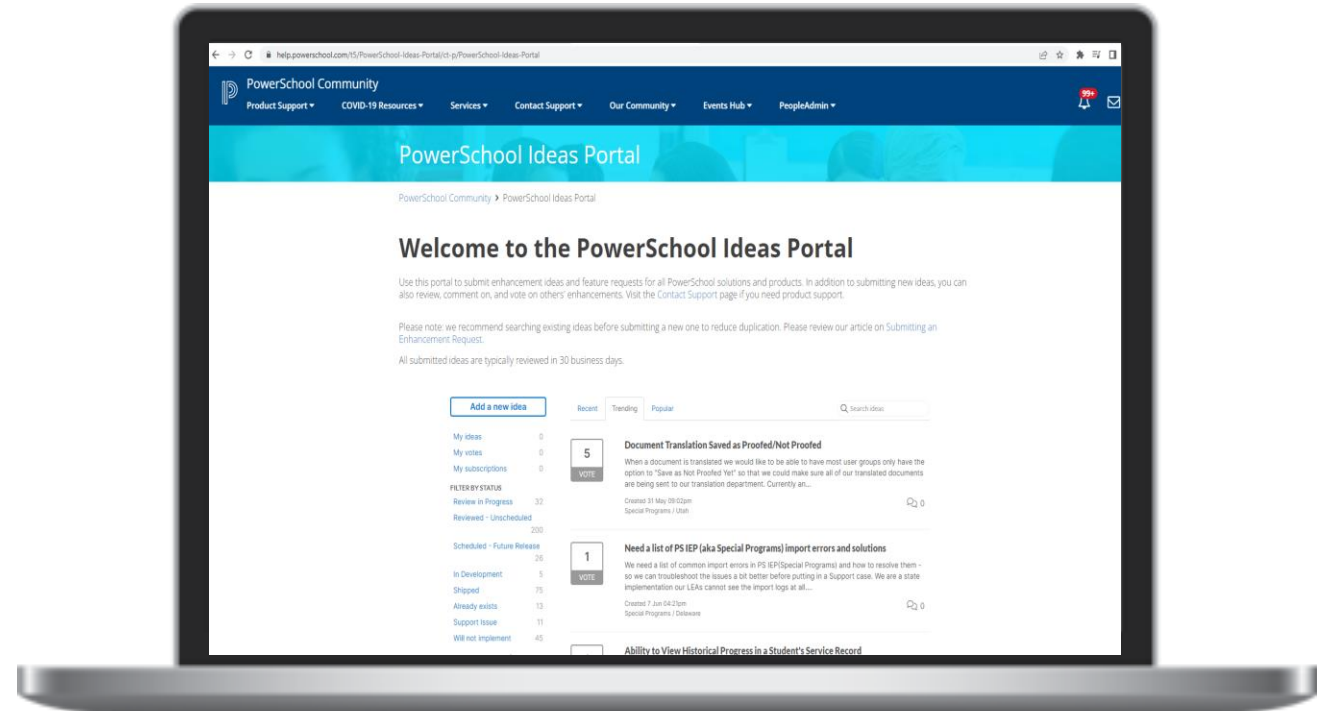 help.powerschool.com/t5/PowerSchool-Ideas-Portal/ct-p/PowerSchool-Ideas-Portal
PowerSchool Community
Product Support COVID-19 Resources Services Contact Support Our Community Events Hub PeopleAdmin
99+
PowerSchool Ideas Portal
PowerSchool Community > PowerSchool Ideas Portal
Welcome to the PowerSchool Ideas Portal
Use this portal to submit enhancement ideas and feature requests for all PowerSchool solutions and products. In addition to submitting new ideas, you can
also review, comment on, and vote on others' enhancements. Visit the Contact Support page if you need product support.
Please note: we recommend searching existing ideas before submitting a new one to reduce duplication. Please review our article on Submitting an
Enhancement Request.
All submitted ideas are typically reviewed in 30 business days.
Add a new idea
Recent Trending Popular
Search ideas
My ideas 0
My votes 0
My subscriptions 0
FILTER BY STATUS
Review in Progress 32
Reviewed - Unscheduled
200
Scheduled - Future Release
26
In Development 5
Shipped 75
Already exists 13
Support Issue 11
Will not implement 45
5
VOTE
Document Translation Saved as Proofed/Not Proofed
When a document is translated we would like to be able to have most user groups only have the
option to "Save as Not Proofed Yet" so that we could make sure all of our translated documents
are being sent to our translation department. Currently an...
Created 31 May 09:02pm
Special Programs / Utah
0
1
VOTE
Need a list of PS IEP (aka Special Programs) import errors and solutions
We need a list of common import errors in PS IEP(Special Programs) and how to resolve them -
so we can troubleshoot the issues a bit better before putting in a Support case. We are a state
implementation our LEAs cannot see the import logs at all....
Created 7 Jun 04:21pm
Special Programs / Delaware
0
Ability to View Historical Progress in a Student's Service Record